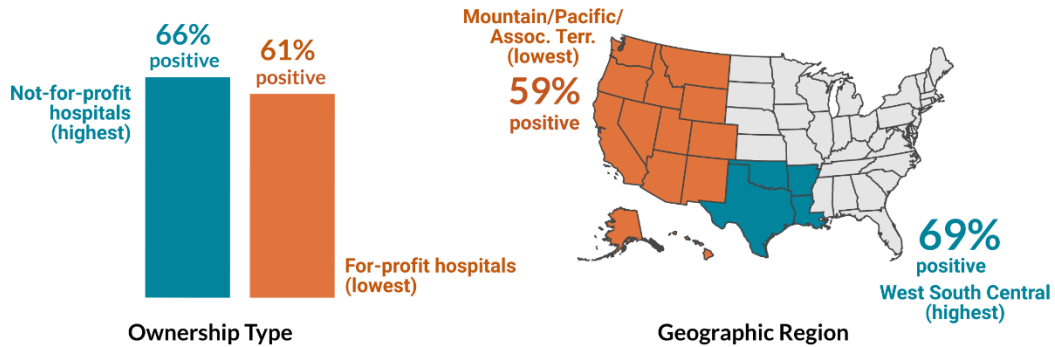 66%
positive
61%
positive
Not-for-profit
hospitals
(highest)
For-profit hospitals
(lowest)
Ownership Type
Mountain/Pacific/
Assoc. Terr.
(lowest)
59%
positive
69%
positive
West South Central
(highest)
Geographic Region